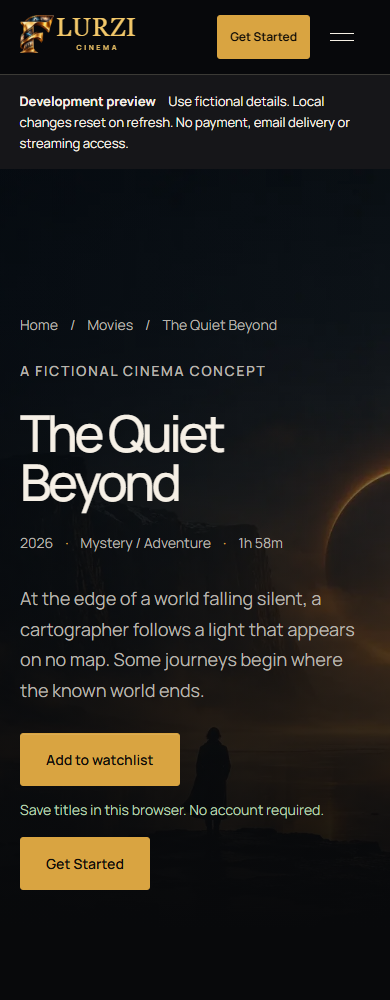 FLURZI
CINEMA
Get Started
Development preview Use fictional details. Local
changes reset on refresh. No payment, email delivery or
streaming access.
Home / Movies / The Quiet Beyond
A FICTIONAL CINEMA CONCEPT
The Quiet
Beyond
2026 · Mystery / Adventure · 1h 58m
At the edge of a world falling silent, a
cartographer follows a light that appears
on no map. Some journeys begin where
the known world ends.
Add to watchlist
Save titles in this browser. No account required.
Get Started